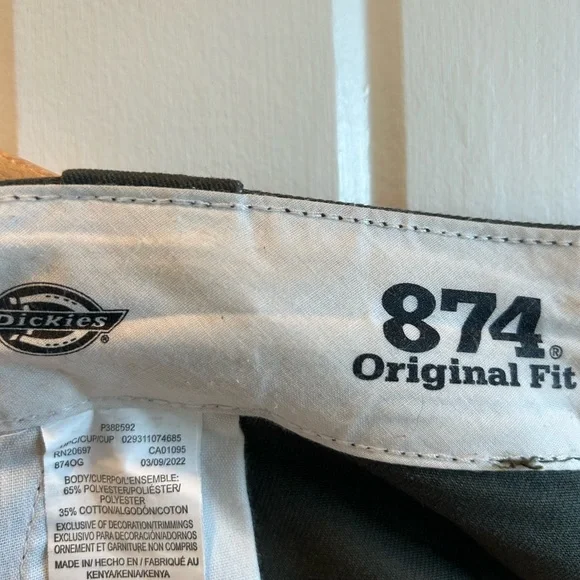 Dickies®
874®
Original Fit
P388592
UPC/CUP/CUP 029311074685
RN20697 CA01095
874OG 03/09/2022
BODY/CUERPO/ENSEMBLE:
65% POLYESTER/POLIÉSTER/
POLYESTER
35% COTTON/ALGODÓN/COTON
EXCLUSIVE OF DECORATION/TRIMMINGS
EXCLUSIVO PARA DECORACIÓN/ADORNOS
ORNEMENT ET GARNITURE NON COMPRIS
MADE IN/ HECHO EN / FABRIQUÉ AU
KENYA/KENIA/KENYA